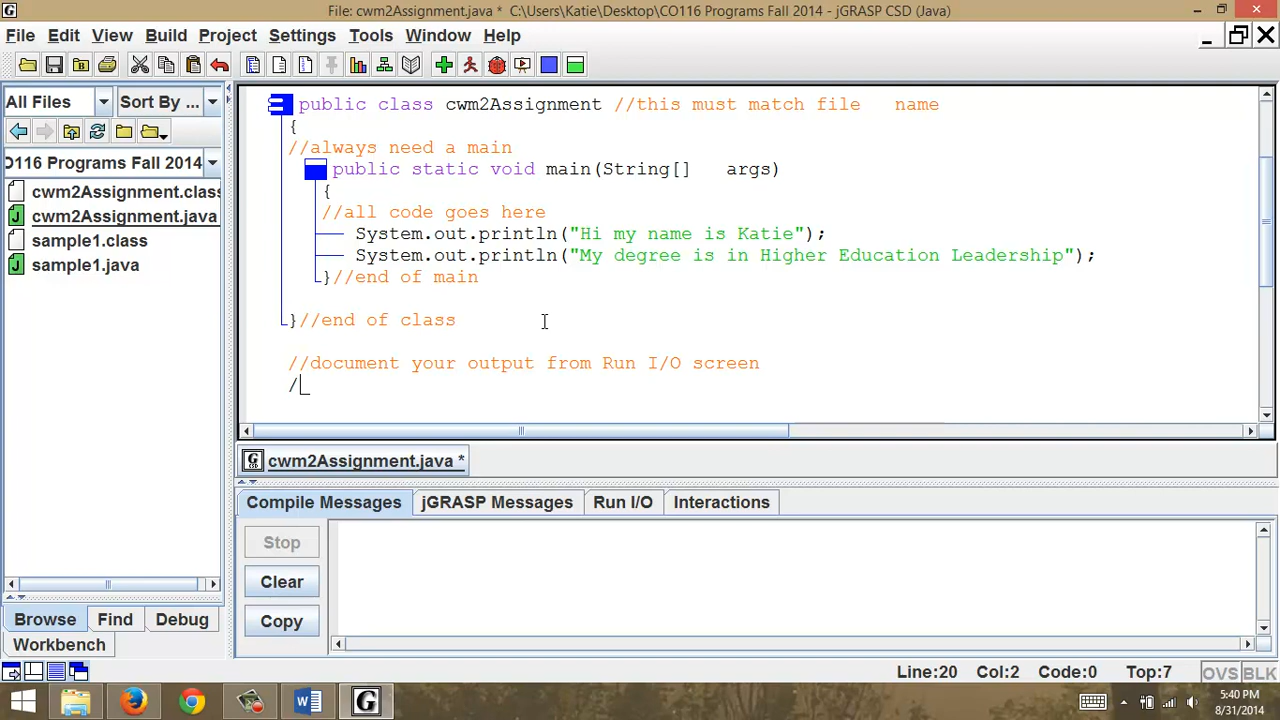 File: cwm2Assignment.java *  C:\Users\Katie\Desktop\CO116 Programs Fall 2014 - jGRASP CSD (Java)
File Edit View Build Project Settings Tools Window Help
All Files Sort By ...
CO116 Programs Fall 2014
cwm2Assignment.class
cwm2Assignment.java
sample1.class
sample1.java
public class cwm2Assignment //this must match file   name
{
//always need a main
public static void main(String[]   args)
{
//all code goes here
System.out.println("Hi my name is Katie");
System.out.println("My degree is in Higher Education Leadership");
}//end of main
}//end of class
//document your output from Run I/O screen
/
cwm2Assignment.java *
Compile Messages jGRASP Messages Run I/O Interactions
Stop
Clear
Copy
Browse Find Debug
Workbench
Line:20 Col:2 Code:0 Top:7 OVS BLK
5:40 PM
8/31/2014